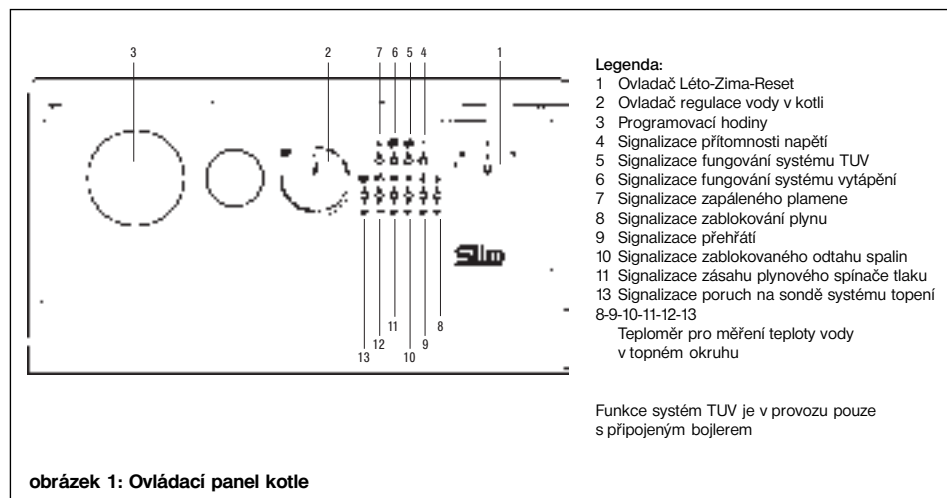 3
2
7 6 5 4
1
Slim
11
8
12
9
13
10
Legenda:
1 Ovladač Léto-Zima-Reset
2 Ovladač regulace vody v kotli
3 Programovací hodiny
4 Signalizace přítomnosti napětí
5 Signalizace fungování systému TUV
6 Signalizace fungování systému vytápění
7 Signalizace zapáleného plamene
8 Signalizace zablokování plynu
9 Signalizace přehřátí
10 Signalizace zablokovaného odtahu spalin
11 Signalizace zásahu plynového spínače tlaku
13 Signalizace poruch na sondě systému topení
8-9-10-11-12-13
Teploměr pro měření teploty vody
v topném okruhu
Funkce systém TUV je v provozu pouze
s připojeným bojlerem
obrázek 1: Ovládací panel kotle